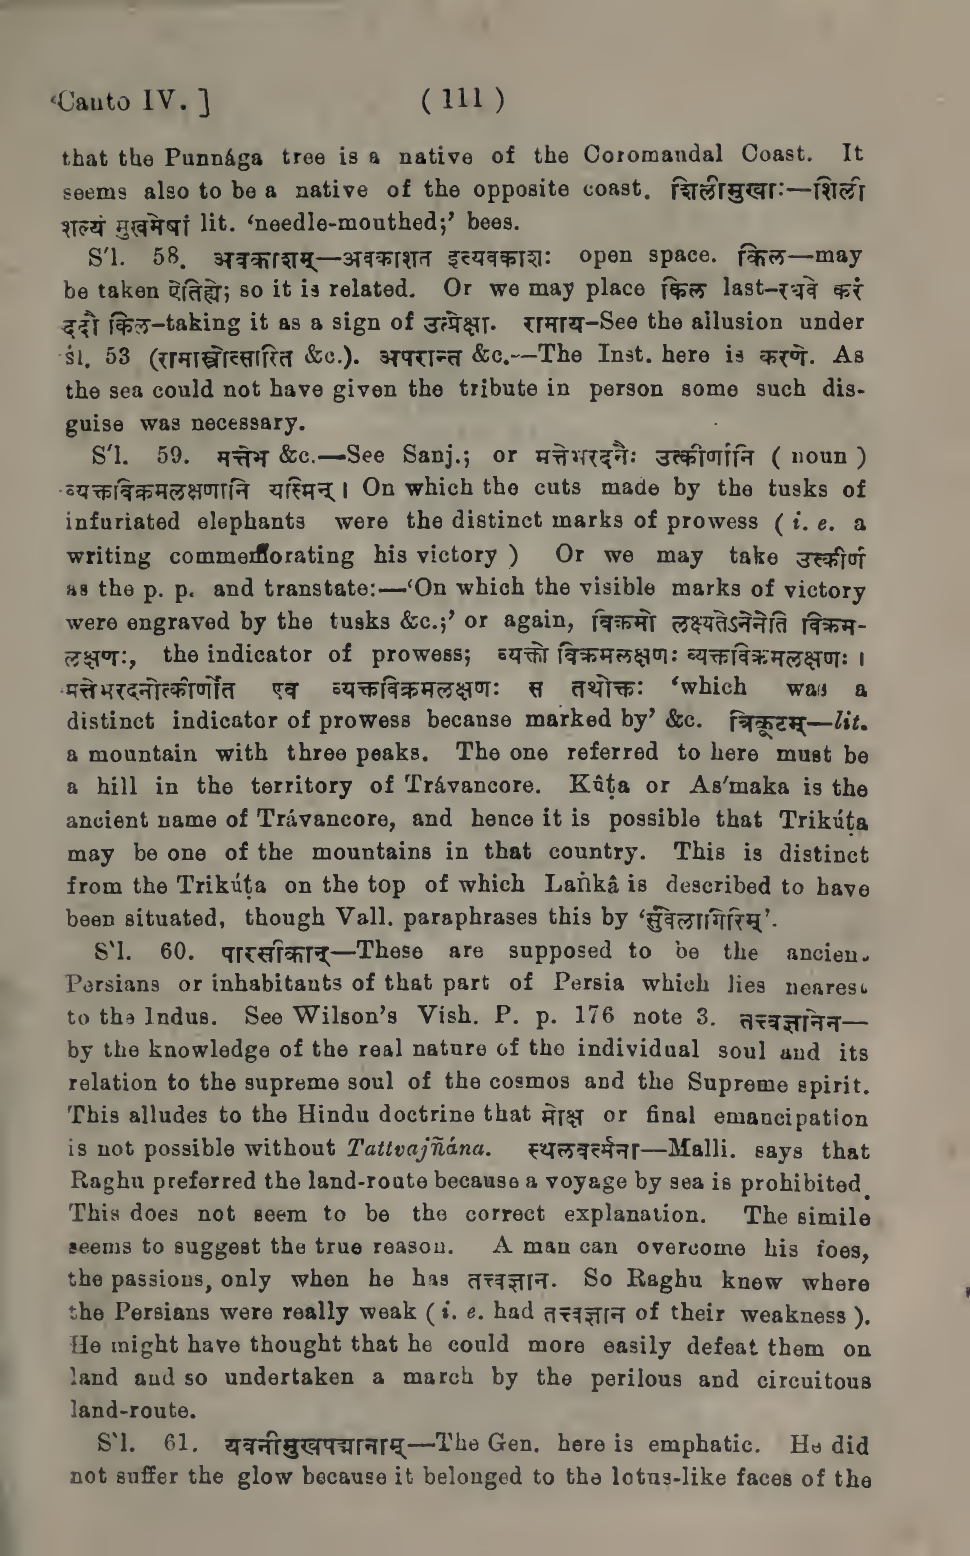 Canto IV. ] ( 111 )
that the Punnága tree is a native of the Coromandal Coast. It
seems also to be a native of the opposite coast. शिलीमुखाः—शिली
शल्यं मुखमेषां lit. ‘needle-mouthed;’ bees.
S'l. 58. अवकाशम्—अवकाशत इत्यवकाशः open space. किल—may
be taken ऐतिह्ये; so it is related. Or we may place किल last-रघवे करं
ददौ किल-taking it as a sign of उत्प्रेक्षा. रामाय-See the allusion under
śl. 53 (रामास्त्रोत्सारित &c.). अपरान्त &c.--The Inst. here is करणे. As
the sea could not have given the tribute in person some such dis-
guise was necessary.
S'l. 59. मत्तेभ &c.—See Sanj.; or मत्तेभरदनैः उत्कीर्णानि ( noun )
व्यक्तविक्रमलक्षणानि यस्मिन् । On which the cuts made by the tusks of
infuriated elephants were the distinct marks of prowess ( i. e. a
writing commemorating his victory ) Or we may take उत्कीर्ण
as the p. p. and transtate:—‘On which the visible marks of victory
were engraved by the tusks &c.;’ or again, विक्रमो लक्ष्यतेऽनेनेति विक्रम-
लक्षणः, the indicator of prowess; व्यक्तो विक्रमलक्षणः व्यक्तविक्रमलक्षणः ।
मत्तेभरदनोत्कीर्णोत एव व्यक्तविक्रमलक्षणः स तथोक्तः ‘which was a
distinct indicator of prowess because marked by’ &c. त्रिकूटम्—lit.
a mountain with three peaks. The one referred to here must be
a hill in the territory of Trávancore. Kûṭa or As'maka is the
ancient name of Trávancore, and hence it is possible that Trikúṭa
may be one of the mountains in that country. This is distinct
from the Trikúṭa on the top of which Laṅkâ is described to have
been situated, though Vall. paraphrases this by ‘सुवेलागिरिम्’.
S'l. 60. पारसीकान्—These are supposed to be the ancien
Persians or inhabitants of that part of Persia which lies nearest
to the Indus. See Wilson's Vish. P. p. 176 note 3. तत्त्वज्ञानेन—
by the knowledge of the real nature of the individual soul and its
relation to the supreme soul of the cosmos and the Supreme spirit.
This alludes to the Hindu doctrine that मोक्ष or final emancipation
is not possible without Tattvajñána. स्थलवर्त्मना—Malli. says that
Raghu preferred the land-route because a voyage by sea is prohibited.
This does not seem to be the correct explanation. The simile
seems to suggest the true reason. A man can overcome his foes,
the passions, only when he has तत्त्वज्ञान. So Raghu knew where
the Persians were really weak ( i. e. had तत्त्वज्ञान of their weakness ).
He might have thought that he could more easily defeat them on
land and so undertaken a march by the perilous and circuitous
land-route.
S'l. 61. यवनीमुखपद्मानाम्—The Gen. here is emphatic. He did
not suffer the glow because it belonged to the lotus-like faces of the